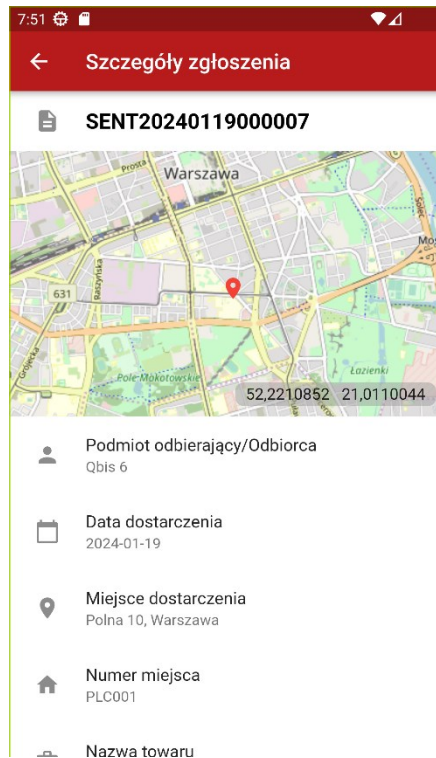 7:51
Szczegóły zgłoszenia
SENT20240119000007
Prosta
Warszawa
Raszyńska
631
Grójecka
Pole Mokotowskie
Łazienki
Solec
52,2210852 21,0110044
Podmiot odbierający/Odbiorca
Qbis 6
Data dostarczenia
2024-01-19
Miejsce dostarczenia
Polna 10, Warszawa
Numer miejsca
PLC001
Nazwa towaru